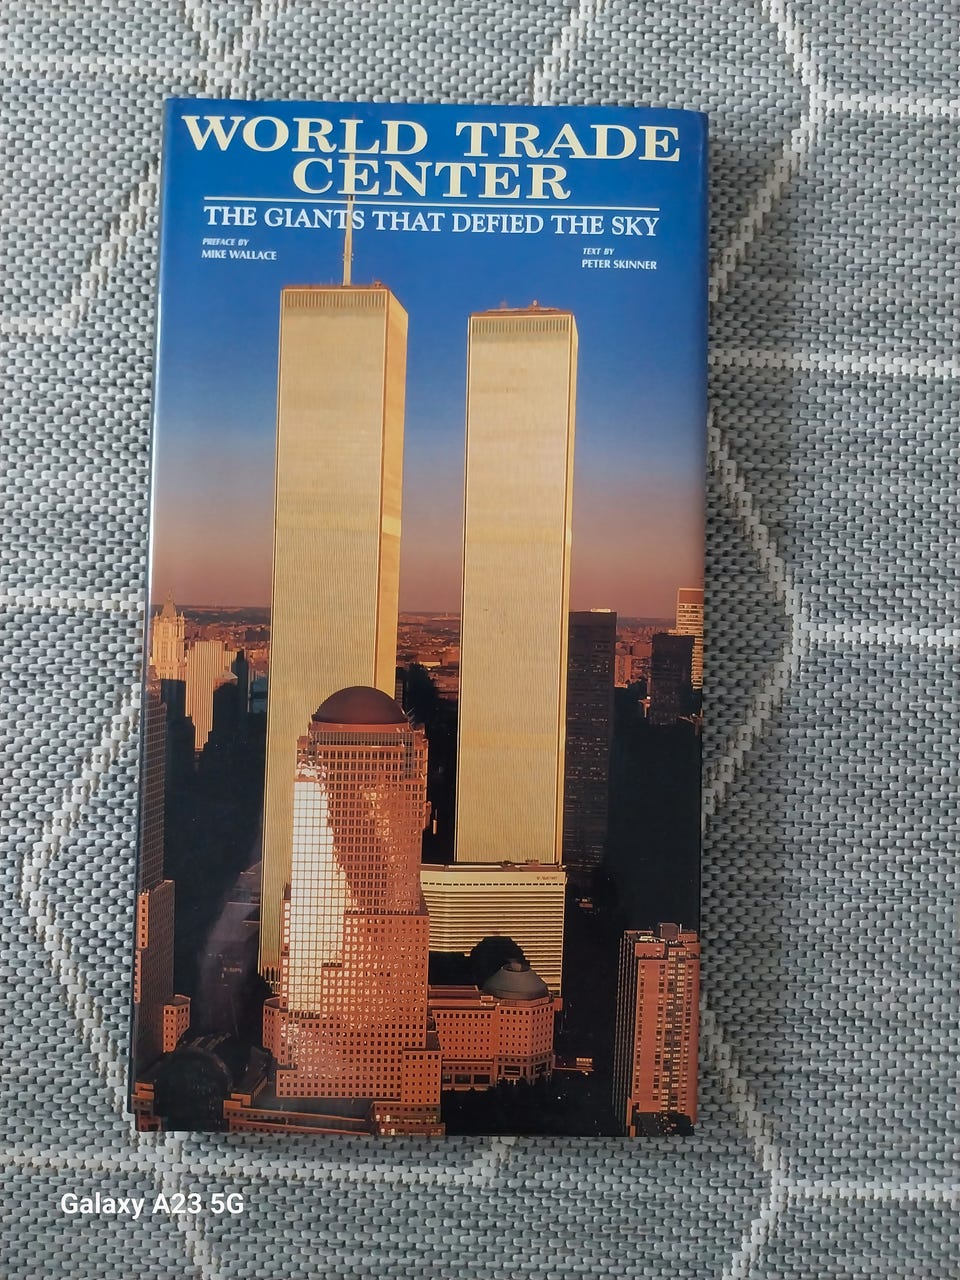 WORLD TRADE
CENTER
THE GIANTS THAT DEFIED THE SKY
PREFACE BY
MIKE WALLACE
TEXT BY
PETER SKINNER
Galaxy A23 5G